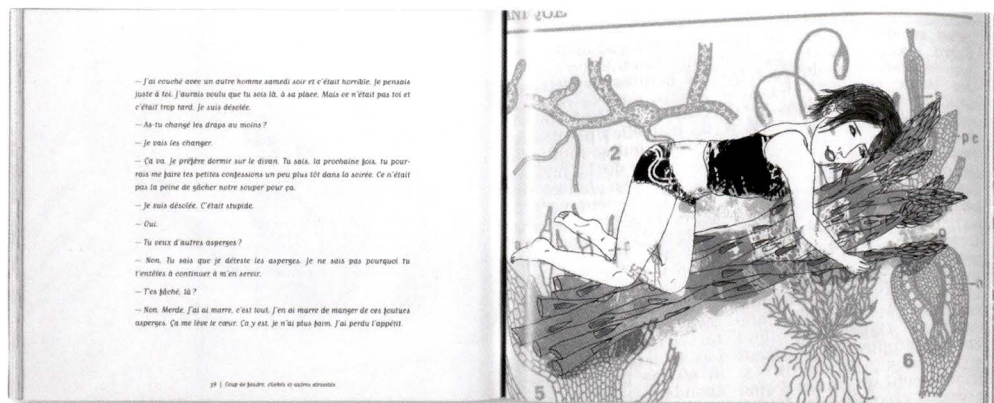 — J'ai couché avec un autre homme samedi soir et c'était horrible. Je pensais
juste à toi. J'aurais voulu que tu sois là, à sa place. Mais ce n'était pas toi et
c'était trop tard. Je suis désolée.
— As-tu changé les draps au moins ?
— Je vais les changer.
— Ça va. Je préfère dormir sur le divan. Tu sais, la prochaine fois, tu pour-
rais me faire tes petites confessions un peu plus tôt dans la soirée. Ce n'était
pas la peine de gâcher notre souper pour ça.
— Je suis désolée. C'était stupide.
— Oui.
— Tu veux d'autres asperges ?
— Non. Tu sais que je déteste les asperges. Je ne sais pas pourquoi tu
t'entêtes à continuer à m'en servir.
— T'es fâché, là ?
— Non. Merde. J'ai ai marre, c'est tout. J'en ai marre de manger de ces foutues
asperges. Ça me lève le cœur. Ça y est, je n'ai plus faim. J'ai perdu l'appétit.
38 | Coup de foudre, clichés et autres atrocités
2
pe
5
6